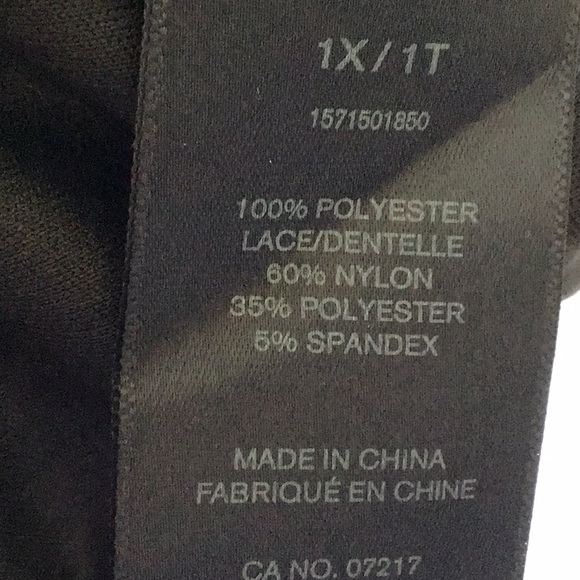 1X/1T
1571501850
100% POLYESTER
LACE/DENTELLE
60% NYLON
35% POLYESTER
5% SPANDEX
MADE IN CHINA
FABRIQUÉ EN CHINE
CA NO. 07217